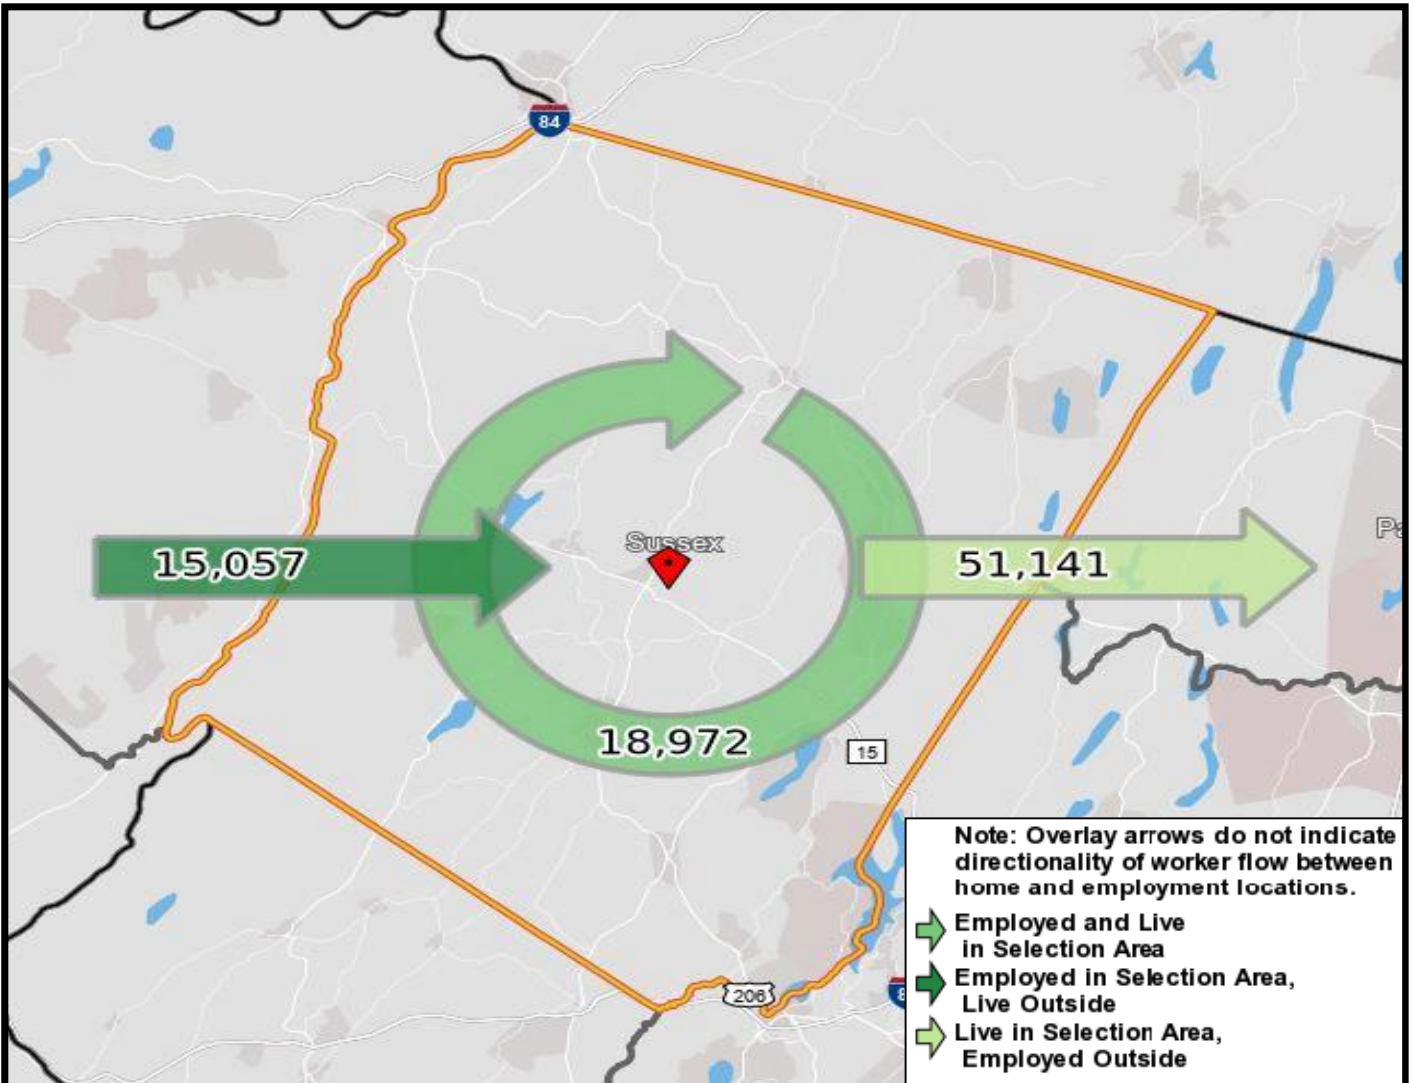 84
Sussex
15,057
51,141
18,972
15
206
Note: Overlay arrows do not indicate
directionality of worker flow between
home and employment locations.
Employed and Live
in Selection Area
Employed in Selection Area,
Live Outside
Live in Selection Area,
Employed Outside